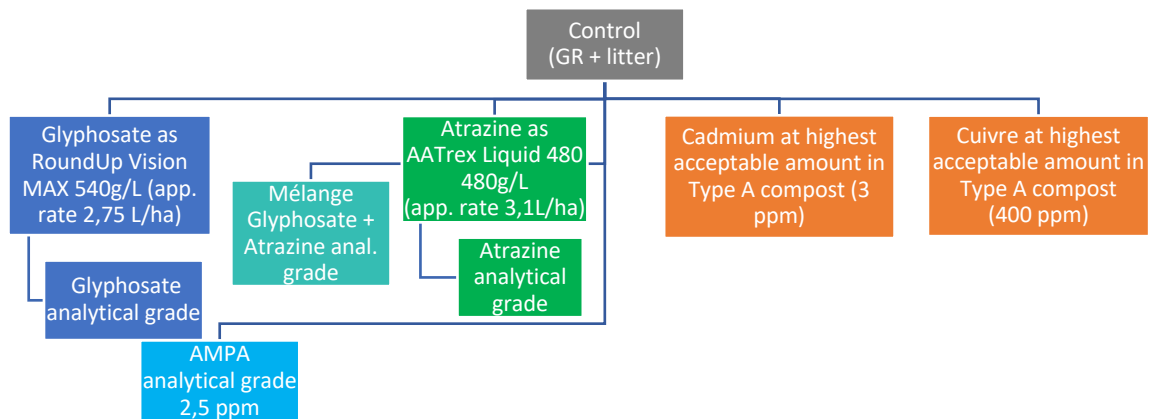 Control
(GR + litter)
Glyphosate as
RoundUp Vision
MAX 540g/L (app.
rate 2,75 L/ha)
Atrazine as
AATrex Liquid 480
480g/L
(app. rate 3,1L/ha)
Cadmium at highest
acceptable amount in
Type A compost (3
ppm)
Cuivre at highest
acceptable amount in
Type A compost
(400 ppm)
Mélange
Glyphosate +
Atrazine anal.
grade
Atrazine
analytical
grade
Glyphosate
analytical grade
AMPA
analytical grade
2,5 ppm